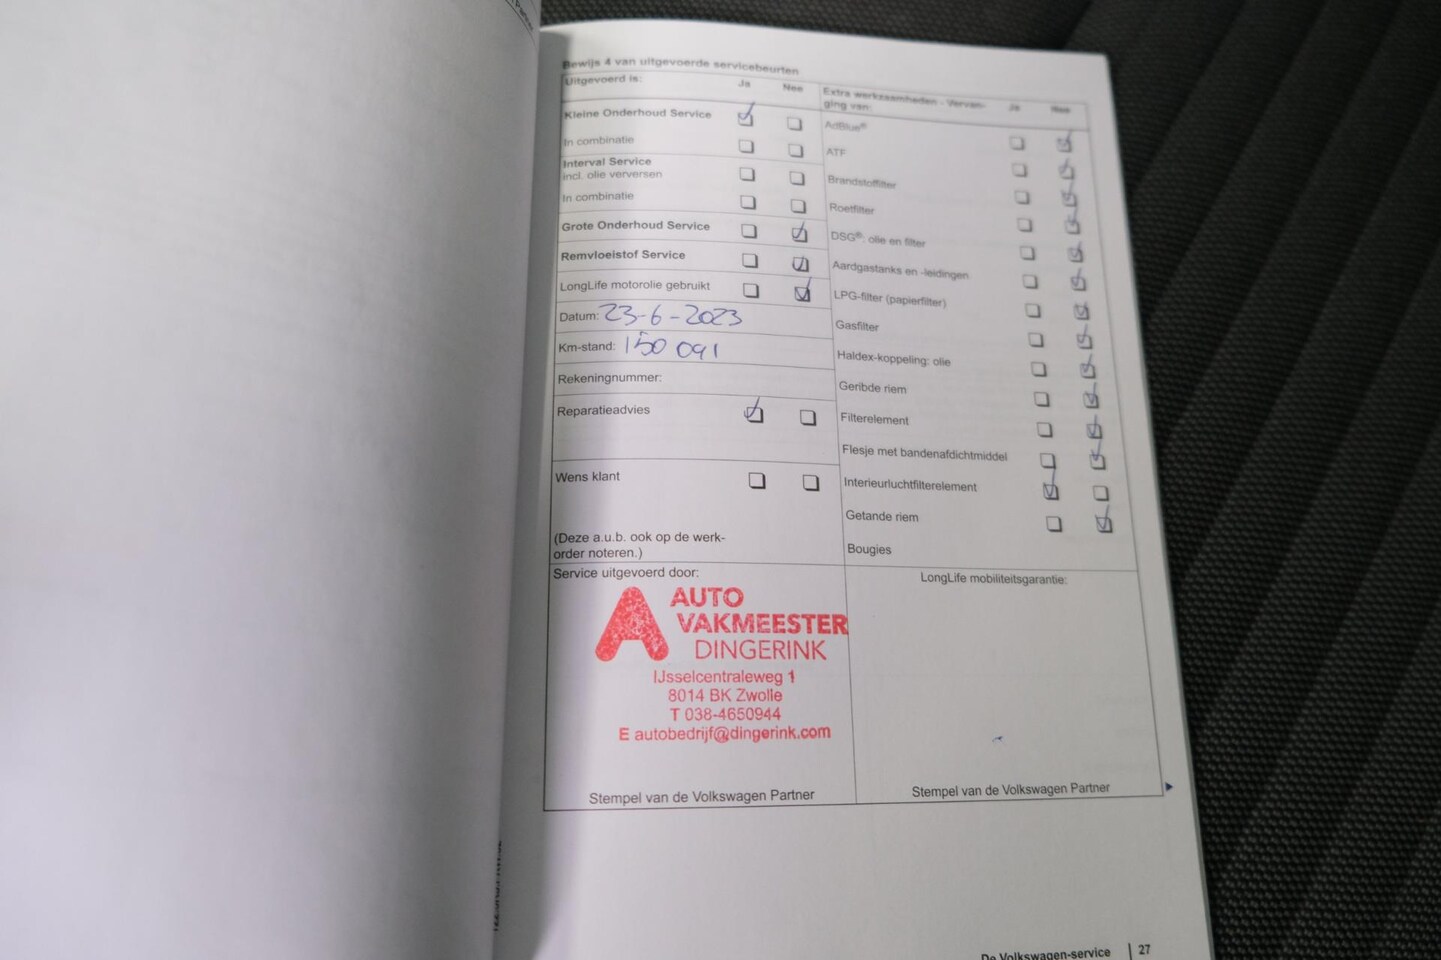 Bewijs 4 van uitgevoerde servicebeurten
Uitgevoerd is: Ja Nee
Kleine Onderhoud Service
In combinatie
Interval Service
incl. olie verversen
In combinatie
Grote Onderhoud Service
Remvloeistof Service
LongLife motorolie gebruikt
Datum: 23-6-2023
Km-stand: 150 091
Rekeningnummer:
Reparatieadvies
Wens klant
(Deze a.u.b. ook op de werk-
order noteren.)
Extra werkzaamheden - Vervan-
ging van: Ja Nee
AdBlue®
ATF
Brandstoffilter
Roetfilter
DSG®: olie en filter
Aardgastanks en -leidingen
LPG-filter (papierfilter)
Gasfilter
Haldex-koppeling: olie
Geribde riem
Filterelement
Flesje met bandenafdichtmiddel
Interieurluchtfilterelement
Getande riem
Bougies
Service uitgevoerd door:
AUTO
VAKMEESTER
DINGERINK
IJsselcentraleweg 1
8014 BK Zwolle
T 038-4650944
E autobedrijf@dingerink.com
Stempel van de Volkswagen Partner
LongLife mobiliteitsgarantie:
Stempel van de Volkswagen Partner
De Volkswagen-service 27